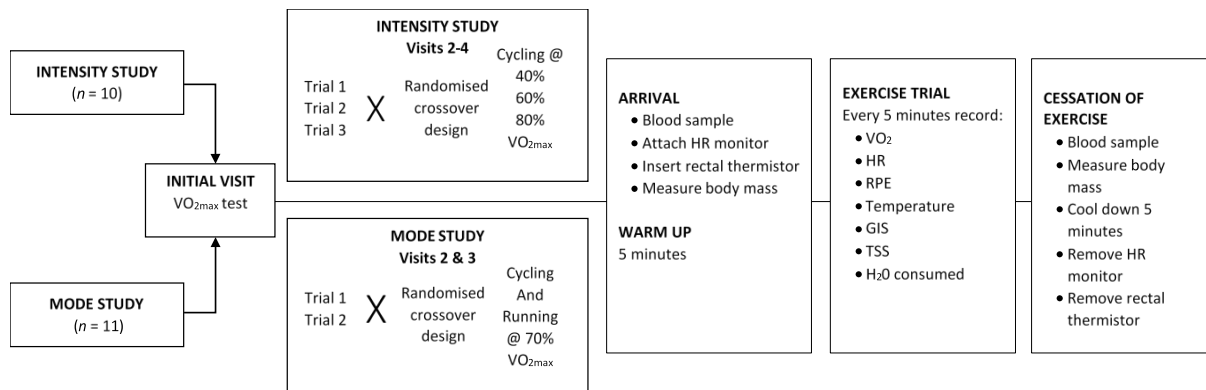 INTENSITY STUDY
(n = 10)
MODE STUDY
(n = 11)
INITIAL VISIT
VO2max test
INTENSITY STUDY
Visits 2-4
Trial 1
Trial 2
Trial 3
X
Randomised
crossover
design
Cycling @
40%
60%
80%
VO2max
MODE STUDY
Visits 2 & 3
Trial 1
Trial 2
X
Randomised
crossover
design
Cycling
And
Running
@ 70%
VO2max
ARRIVAL
• Blood sample
• Attach HR monitor
• Insert rectal thermistor
• Measure body mass
WARM UP
5 minutes
EXERCISE TRIAL
Every 5 minutes record:
• VO2
• HR
• RPE
• Temperature
• GIS
• TSS
• H20 consumed
CESSATION OF
EXERCISE
• Blood sample
• Measure body
mass
• Cool down 5
minutes
• Remove HR
monitor
• Remove rectal
thermistor